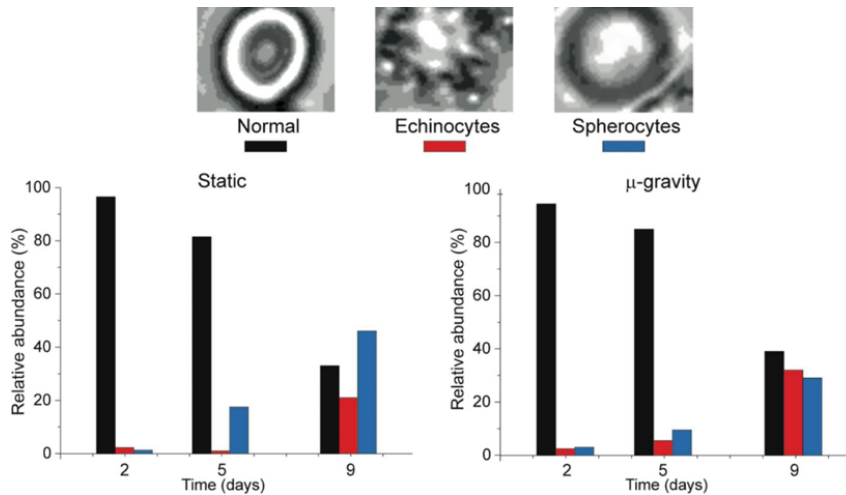 Normal Echinocytes Spherocytes
Static
Relative abundance (%)
100
80
60
40
20
0
2 5 9
Time (days)
μ-gravity
Relative abundance (%)
100
80
60
40
20
0
2 5 9
Time (days)